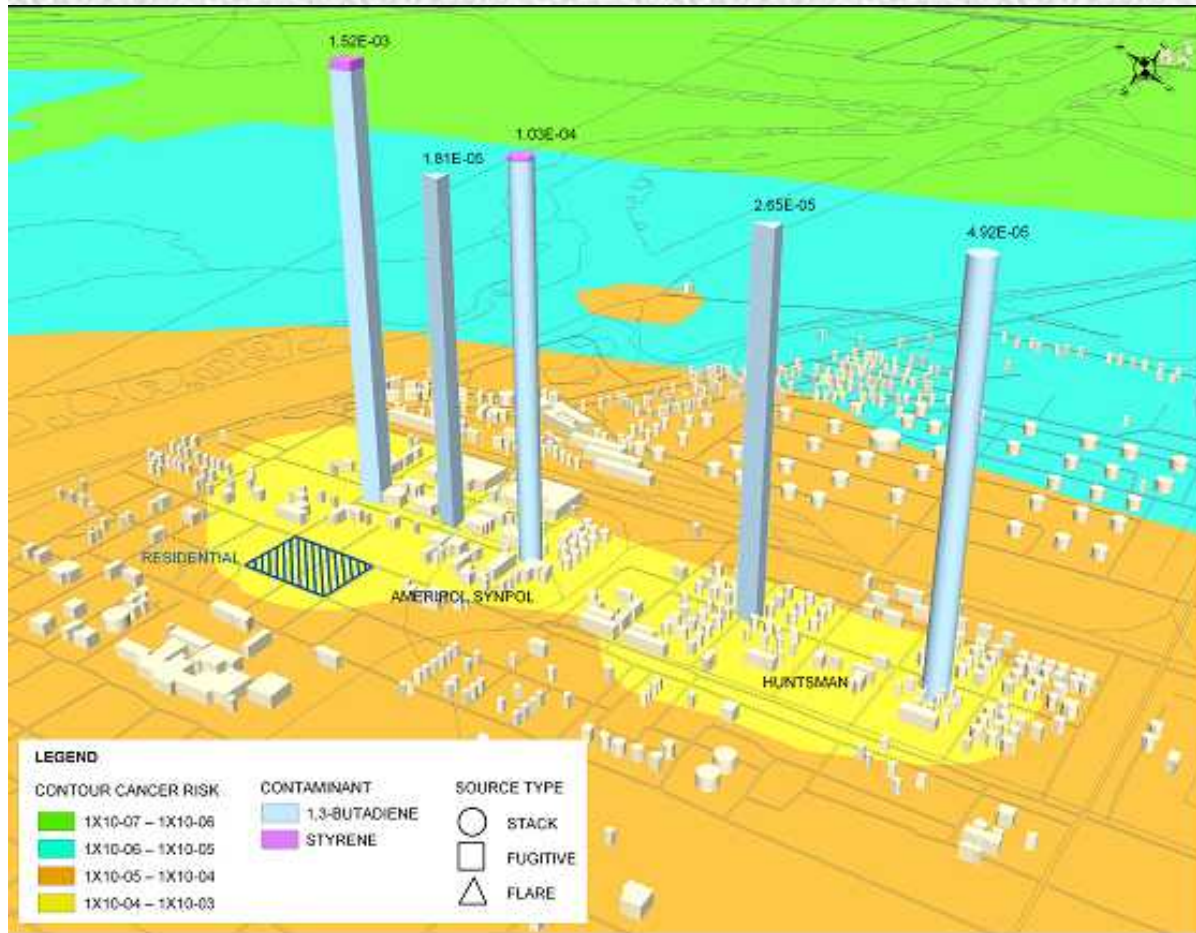 1.52E-03
1.03E-04
1.81E-05
2.65E-05
4.92E-05
RESIDENTIAL
AMERIPOL SYNPOL
HUNTSMAN
LEGEND
CONTOUR CANCER RISK
1X10-07 – 1X10-06
1X10-06 – 1X10-05
1X10-05 – 1X10-04
1X10-04 – 1X10-03
CONTAMINANT
1,3-BUTADIENE
STYRENE
SOURCE TYPE
STACK
FUGITIVE
FLARE